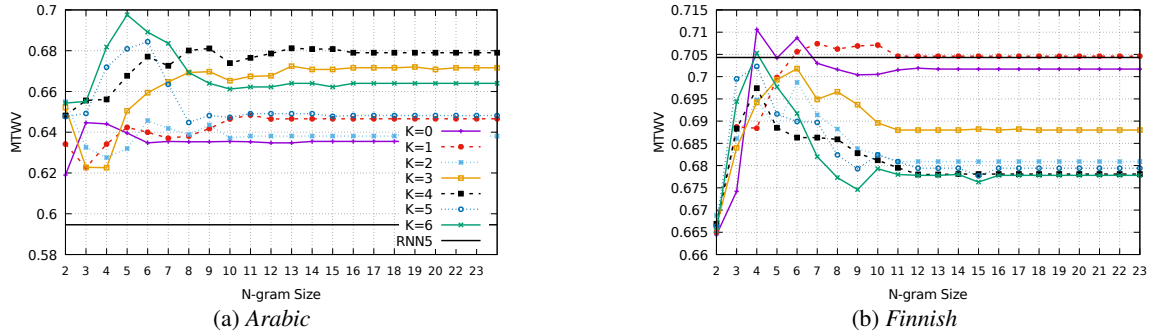 0.7
0.68
0.66
0.64
0.62
0.6
0.58
MTWV
2 3 4 5 6 7 8 9 10 11 12 13 14 15 16 17 18 19 20 21 22 23
N-gram Size
K=0
K=1
K=2
K=3
K=4
K=5
K=6
RNN5
(a) Arabic
0.715
0.71
0.705
0.7
0.695
0.69
0.685
0.68
0.675
0.67
0.665
0.66
MTWV
2 3 4 5 6 7 8 9 10 11 12 13 14 15 16 17 18 19 20 21 22 23
N-gram Size
(b) Finnish